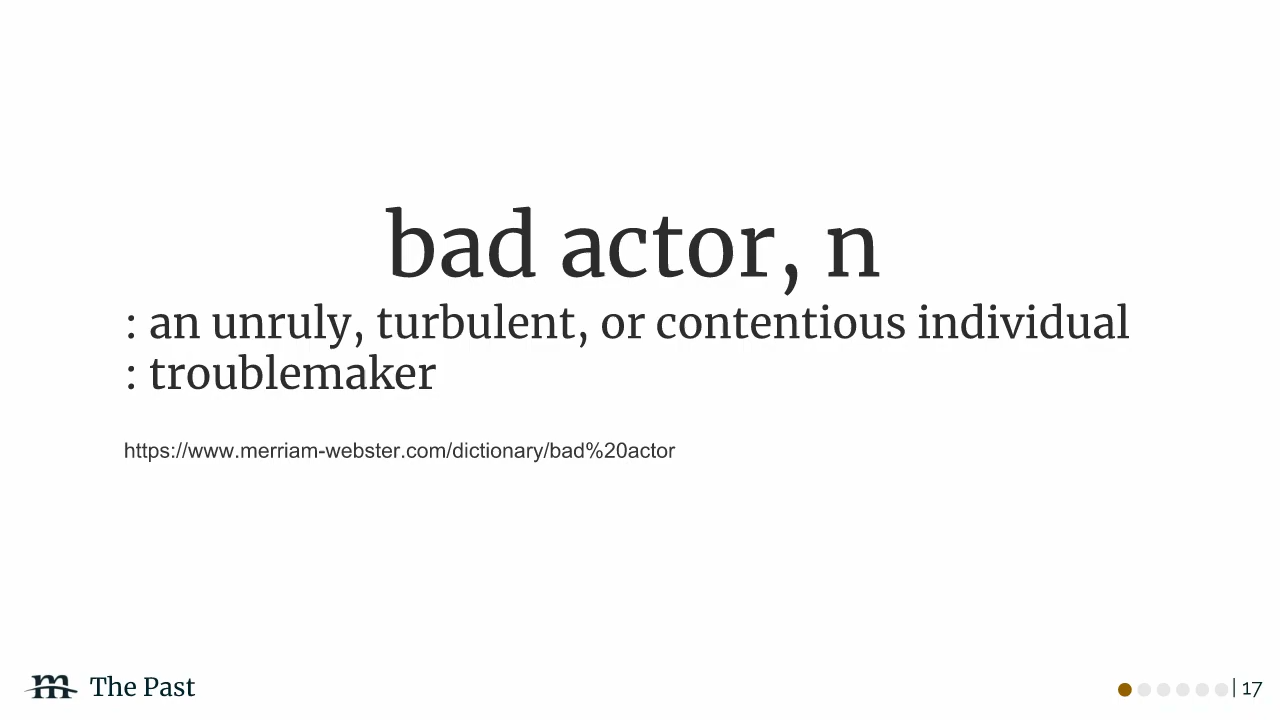 bad actor, n
: an unruly, turbulent, or contentious individual
: troublemaker
https://www.merriam-webster.com/dictionary/bad%20actor
m The Past
| 17